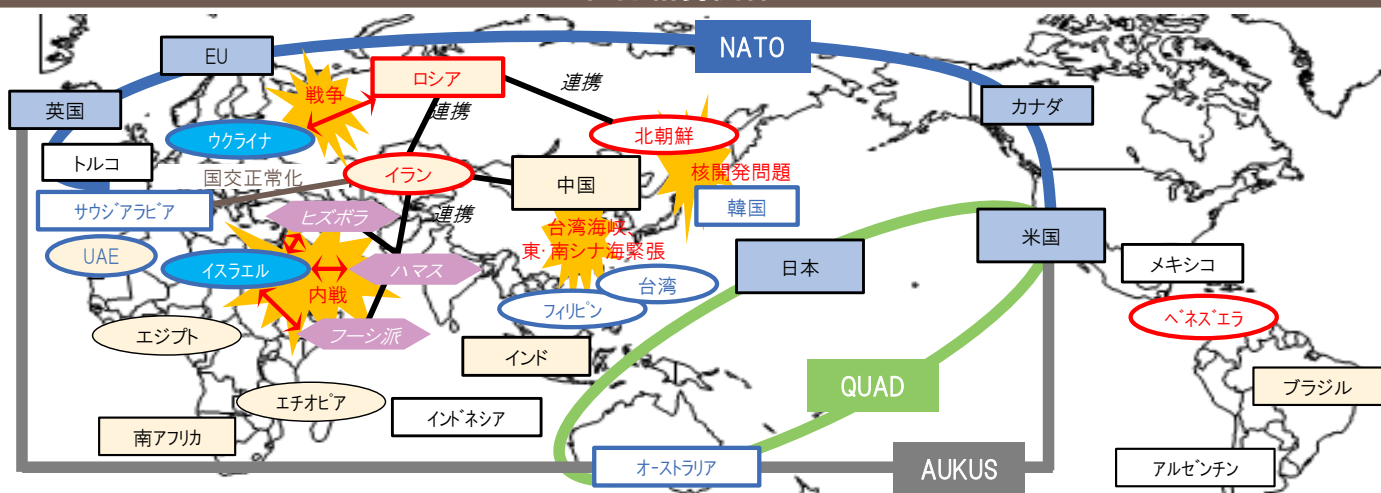 EU
NATO
ロシア
連携
戦争
英国
カナダ
連携
ウクライナ
北朝鮮
トルコ
国交正常化
イラン
中国
核開発問題
サウジアラビア
ヒズボラ
連携
韓国
台湾海峡、
東・南シナ海緊張
米国
UAE
イスラエル
ハマス
日本
メキシコ
台湾
内戦
フィリピン
ベネズエラ
エジプト
フーシ派
インド
QUAD
ブラジル
エチオピア
インドネシア
南アフリカ
オーストラリア
AUKUS
アルゼンチン